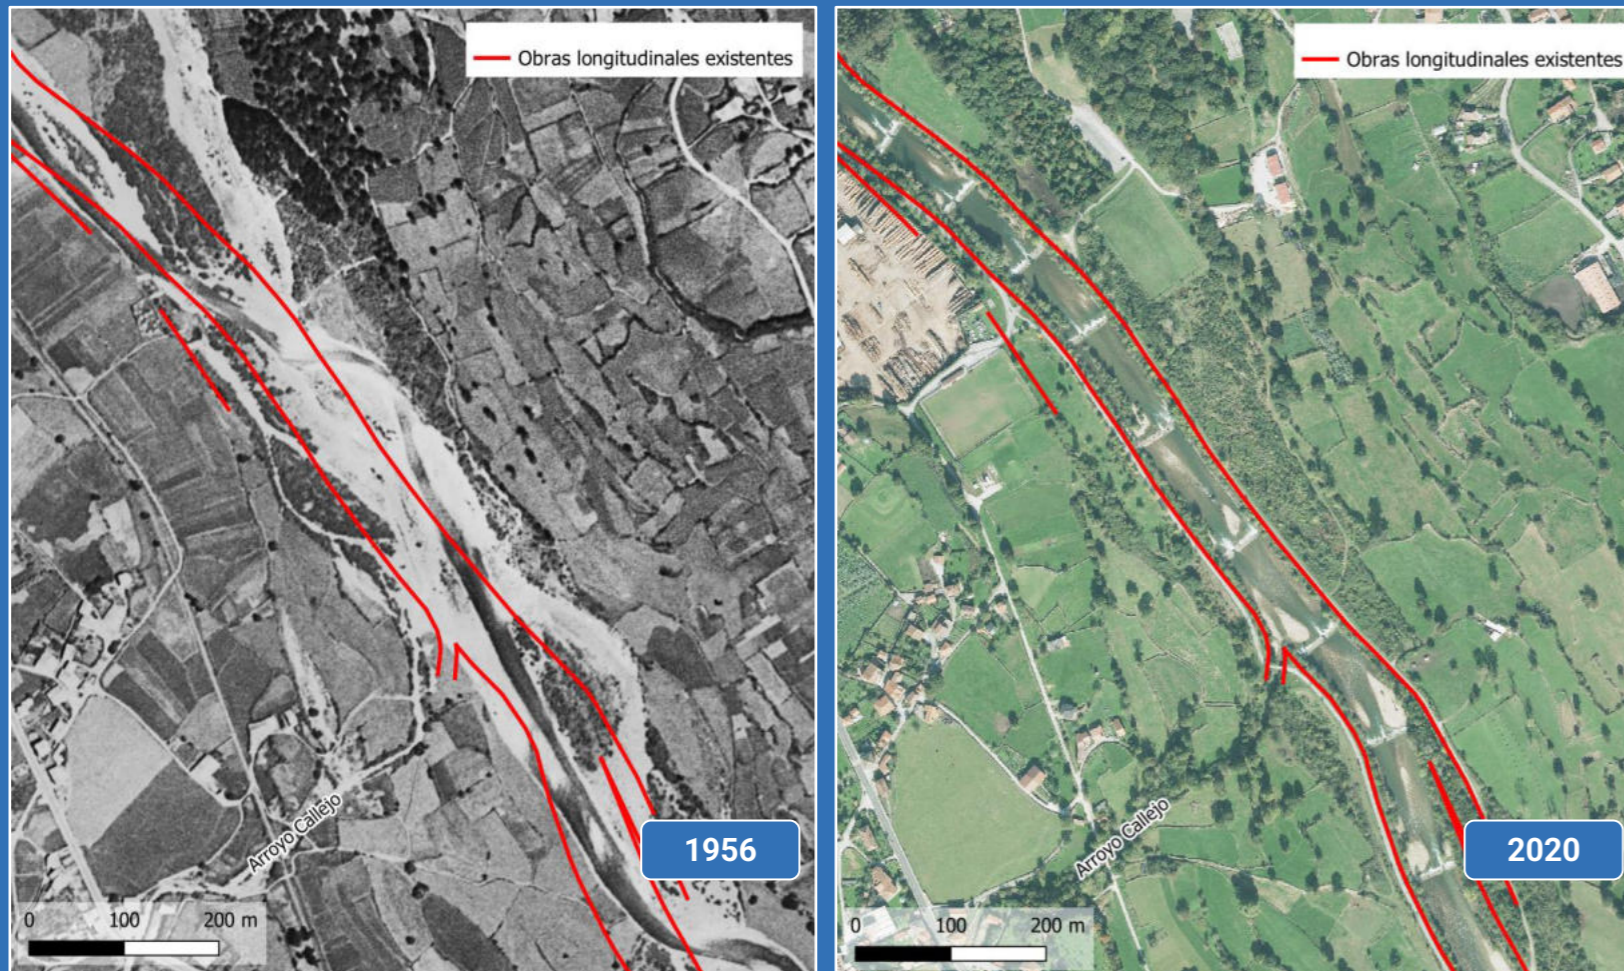 Obras longitudinales existentes
Arroyo Callejo
1956
0 100 200 m
Obras longitudinales existentes
Arroyo Callejo
2020
0 100 200 m